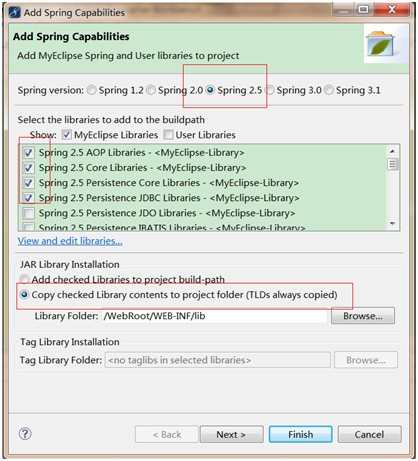 Add Spring Capabilities
Add Spring Capabilities
Add MyEclipse Spring and User libraries to project
Spring version: Spring 1.2 Spring 2.0 Spring 2.5 Spring 3.0 Spring 3.1
Select the libraries to add to the buildpath
Show: MyEclipse Libraries User Libraries
Spring 2.5 AOP Libraries - <MyEclipse-Library>
Spring 2.5 Core Libraries - <MyEclipse-Library>
Spring 2.5 Persistence Core Libraries - <MyEclipse-Library>
Spring 2.5 Persistence JDBC Libraries - <MyEclipse-Library>
Spring 2.5 Persistence JDO Libraries - <MyEclipse-Library>
Spring 2.5 Persistence IBATIS Libraries - <MyEclipse-Library>
View and edit libraries...
JAR Library Installation
Add checked Libraries to project build-path
Copy checked Library contents to project folder (TLDs always copied)
Library Folder: /WebRoot/WEB-INF/lib Browse...
Tag Library Installation
Tag Library Folder: <no taglibs in selected libraries> Browse...
? < Back Next > Finish Cancel